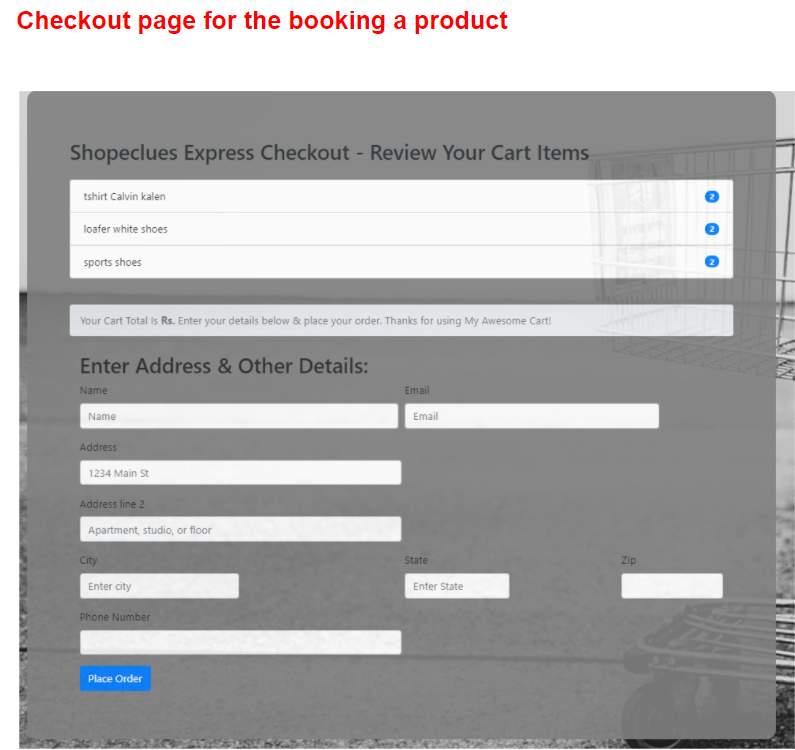 Checkout page for the booking a product
Shopeclues Express Checkout - Review Your Cart Items
tshirt Calvin kalen 2
loafer white shoes 2
sports shoes 2
Your Cart Total Is Rs. Enter your details below & place your order. Thanks for using My Awesome Cart!
Enter Address & Other Details:
Name Email
Name Email
Address
1234 Main St
Address line 2
Apartment, studio, or floor
City State Zip
Enter city Enter State
Phone Number
Place Order